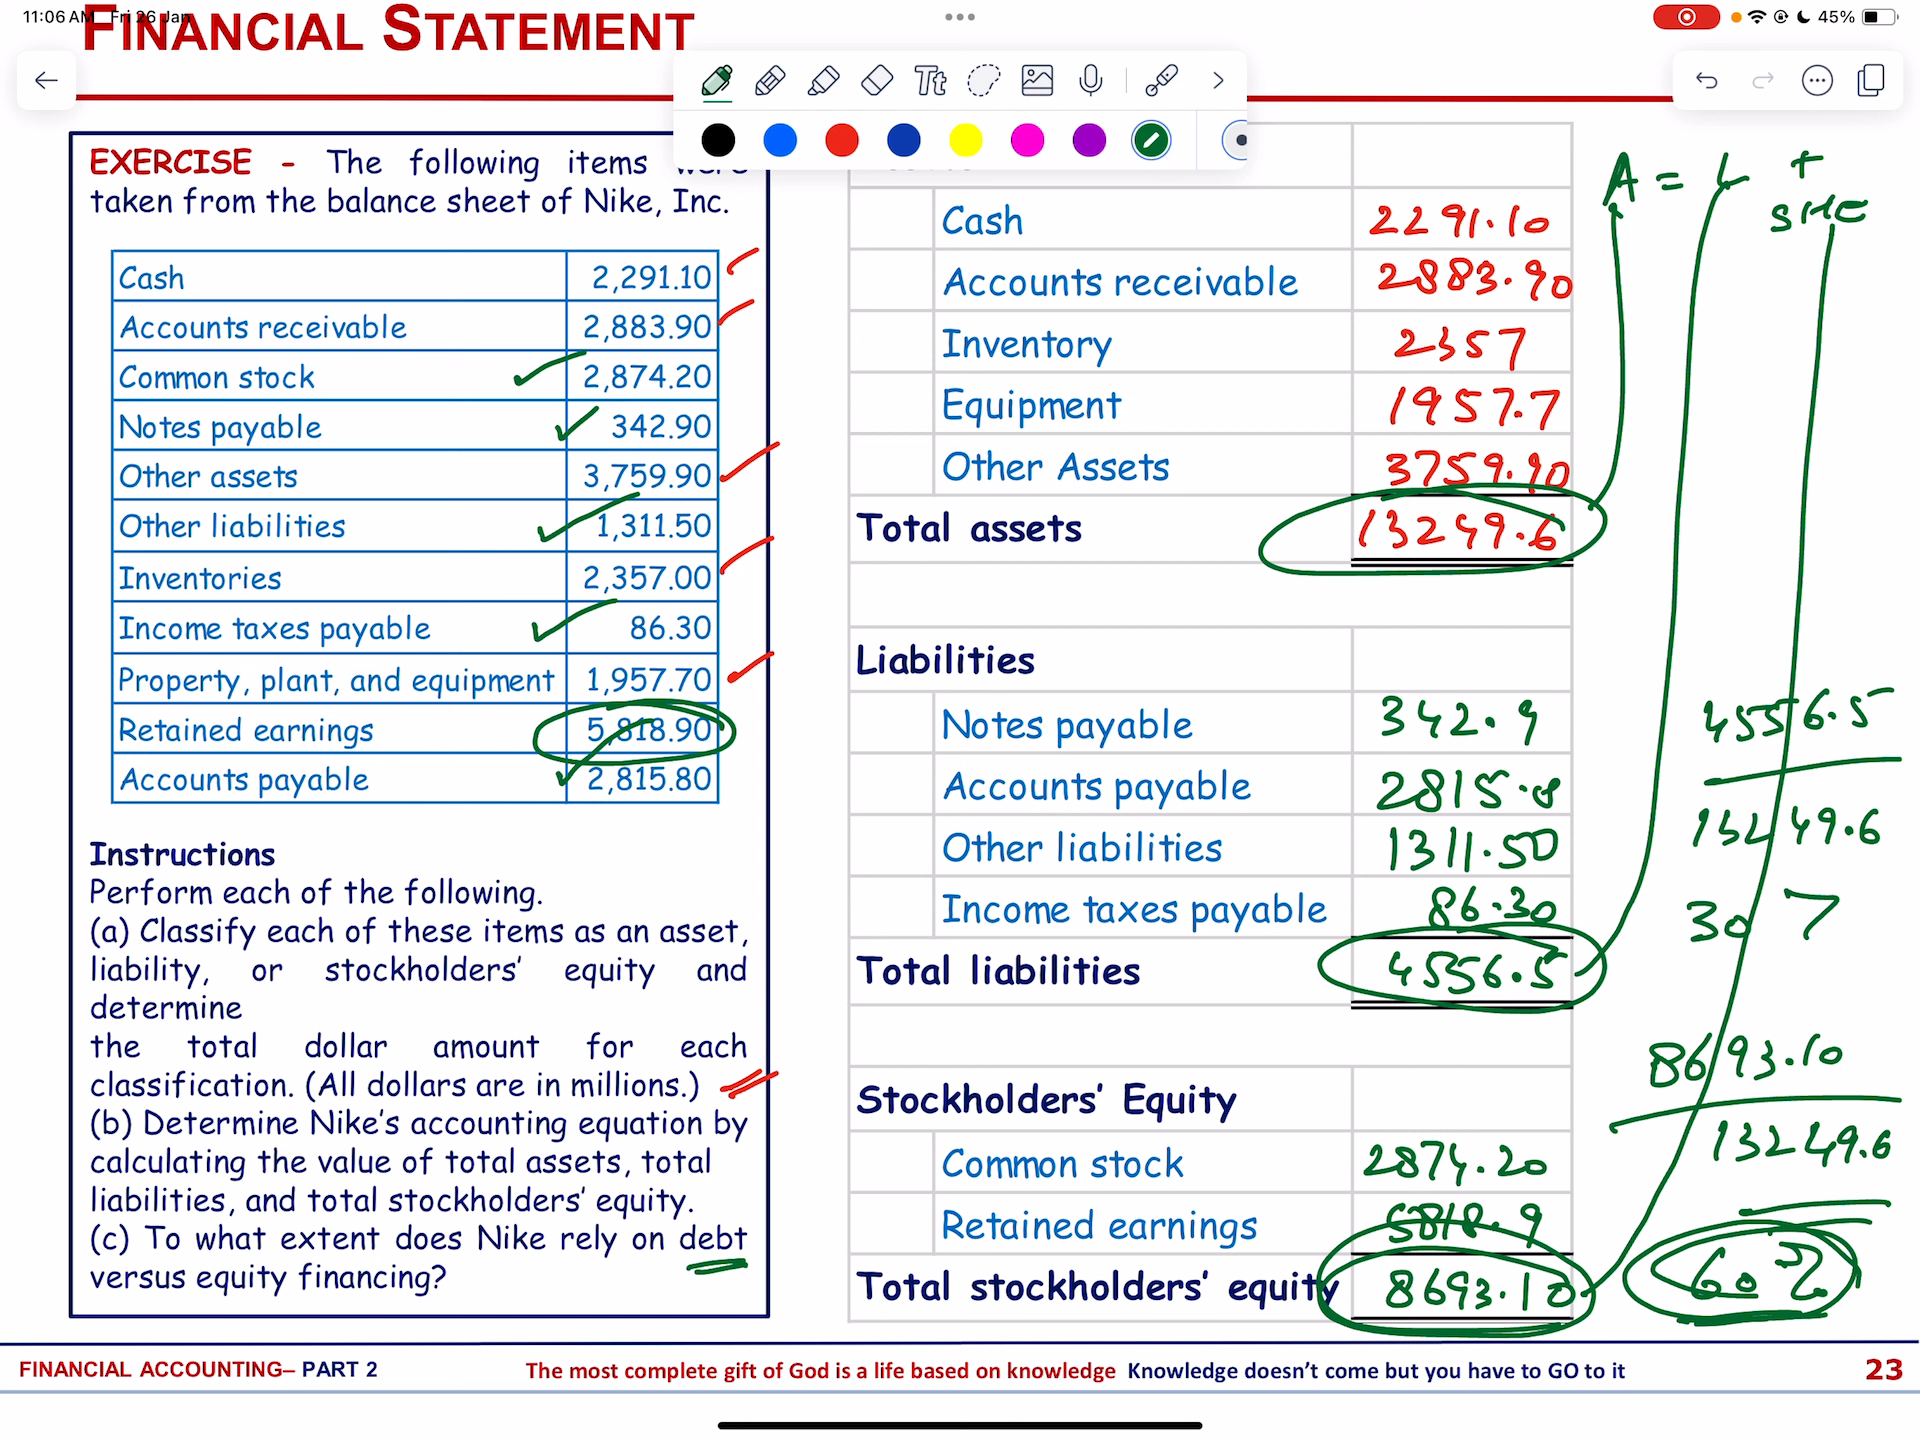 11:06 AM Fri 26 Jan
45%
FINANCIAL STATEMENT
Tt
EXERCISE - The following items were
taken from the balance sheet of Nike, Inc.
Cash 2,291.10
Accounts receivable 2,883.90
Common stock 2,874.20
Notes payable 342.90
Other assets 3,759.90
Other liabilities 1,311.50
Inventories 2,357.00
Income taxes payable 86.30
Property, plant, and equipment 1,957.70
Retained earnings 5,818.90
Accounts payable 2,815.80
Instructions
Perform each of the following.
(a) Classify each of these items as an asset,
liability, or stockholders' equity and
determine
the total dollar amount for each
classification. (All dollars are in millions.)
(b) Determine Nike's accounting equation by
calculating the value of total assets, total
liabilities, and total stockholders' equity.
(c) To what extent does Nike rely on debt
versus equity financing?
Cash 2291.10
Accounts receivable 2883.90
Inventory 2357
Equipment 1957.7
Other Assets 3759.90
Total assets 13249.6
Liabilities
Notes payable 342.9
Accounts payable 2815.8
Other liabilities 1311.50
Income taxes payable 86.30
Total liabilities 4556.5
Stockholders' Equity
Common stock 2874.20
Retained earnings 5818.9
Total stockholders' equity 8693.10
A = L +
SHE
4556.5
13249.6
30
8693.10
13249.6
60%
FINANCIAL ACCOUNTING– PART 2
The most complete gift of God is a life based on knowledge Knowledge doesn't come but you have to GO to it
23